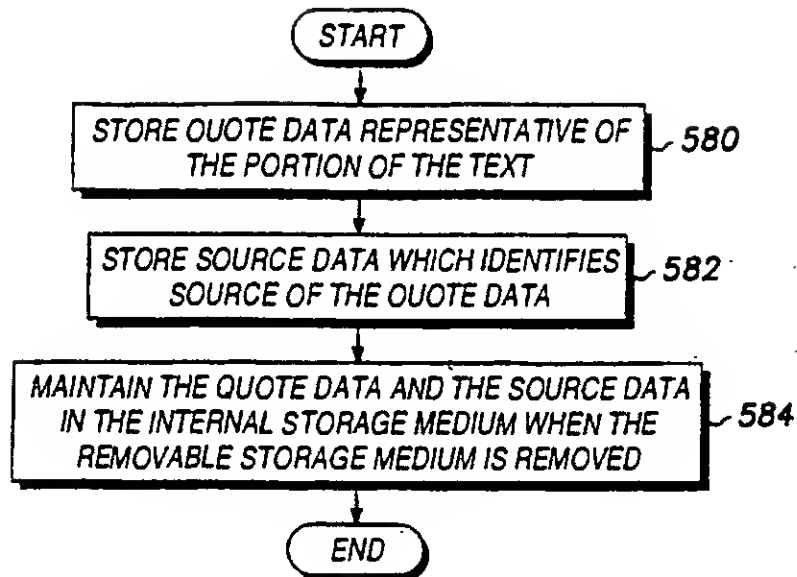 START
STORE QUOTE DATA REPRESENTATIVE OF
THE PORTION OF THE TEXT
580
STORE SOURCE DATA WHICH IDENTIFIES
SOURCE OF THE QUOTE DATA
582
MAINTAIN THE QUOTE DATA AND THE SOURCE DATA
IN THE INTERNAL STORAGE MEDIUM WHEN THE
REMOVABLE STORAGE MEDIUM IS REMOVED
584
END